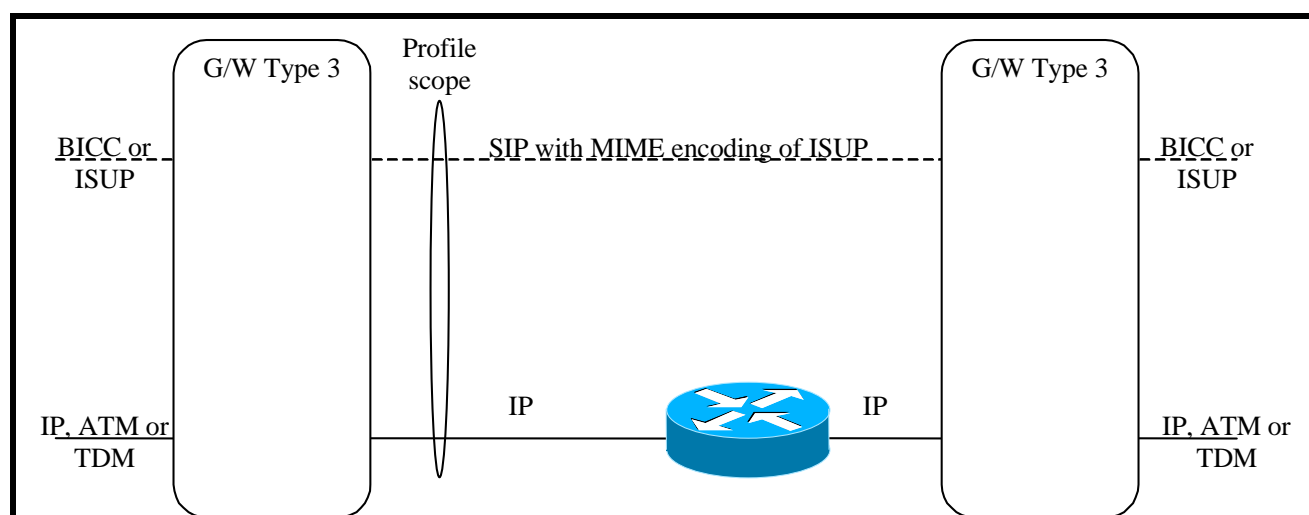 G/W Type 3
Profile
scope
G/W Type 3
BICC or
ISUP
SIP with MIME encoding of ISUP
BICC or
ISUP
IP, ATM or
TDM
IP
IP
IP, ATM or
TDM